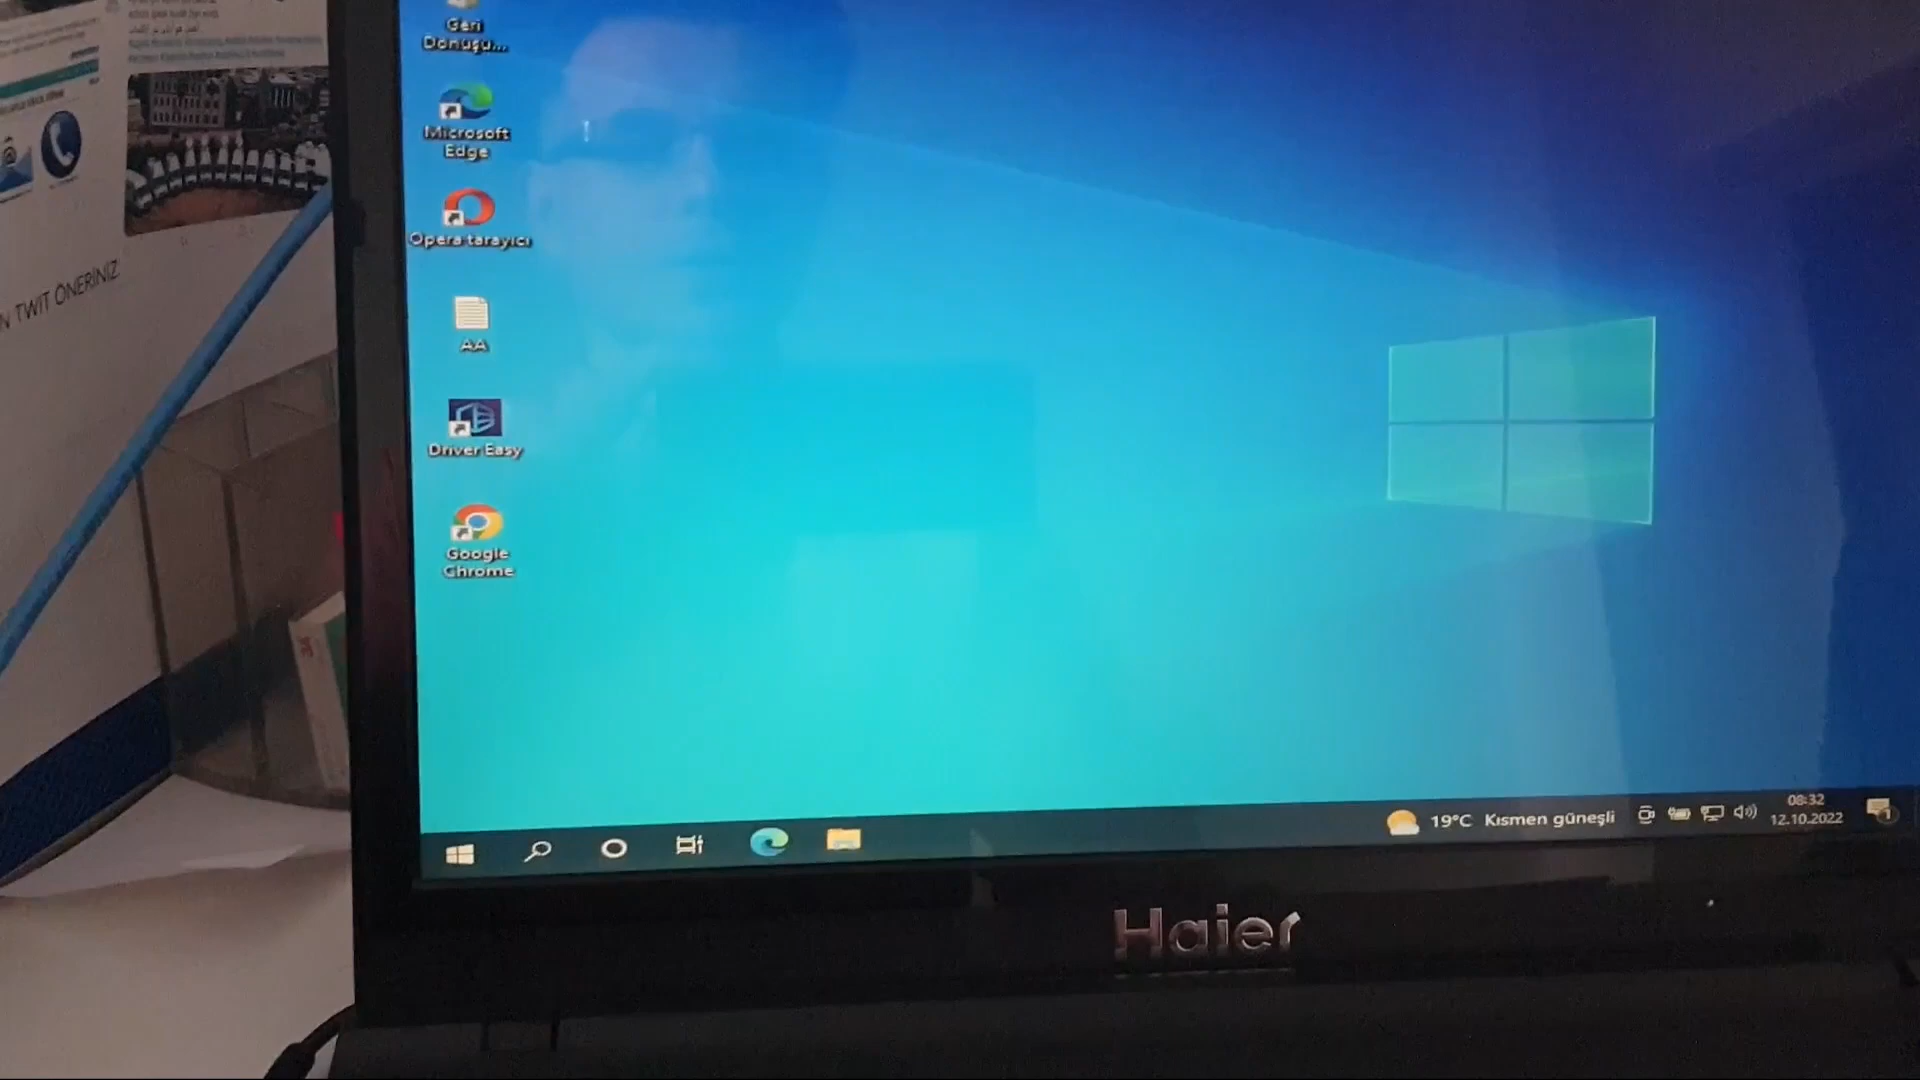 N TWIT ÖNERİNİZ
Geri
Dönüşü...
Microsoft
Edge
Opera tarayıcı
AA
Driver Easy
Google
Chrome
19°C Kısmen güneşli
08:32
12.10.2022
1
Haier